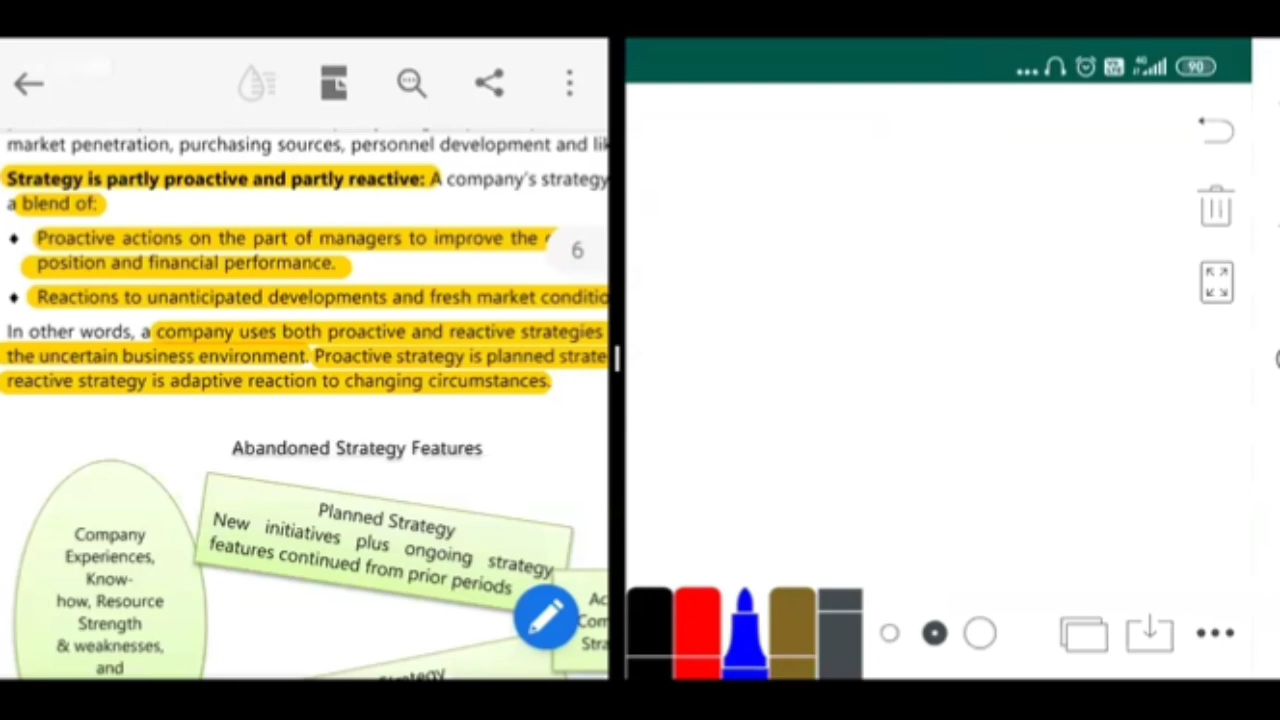 market penetration, purchasing sources, personnel development and
Strategy is partly proactive and partly reactive: A company's strategy
a blend of:
♦ Proactive actions on the part of managers to improve the
6
position and financial performance.
♦ Reactions to unanticipated developments and fresh market
In other words, a company uses both proactive and reactive strategies
the uncertain business environment. Proactive strategy is planned
reactive strategy is adaptive reaction to changing circumstances.
Abandoned Strategy Features
Planned Strategy
New initiatives plus ongoing strategy
features continued from prior periods
Company
Experiences,
Know-
how, Resource
Strength
& weaknesses,
and
Strategy
4G
90